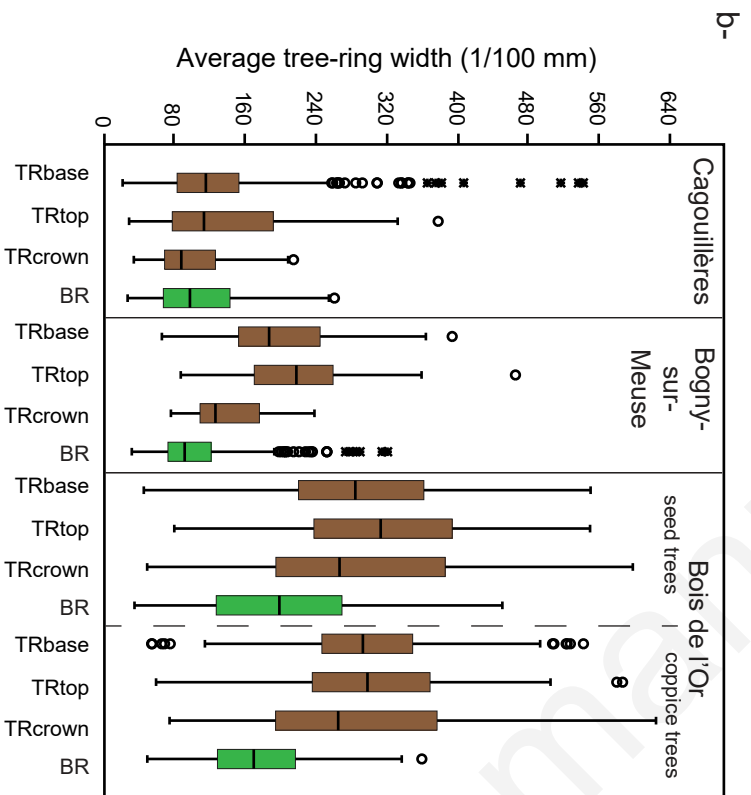 b-
Average tree-ring width (1/100 mm)
0
80
160
240
320
400
480
560
640
Cagouillères
TRbase
TRtop
TRcrown
BR
Bogny-
sur-
Meuse
TRbase
TRtop
TRcrown
BR
Bois de l'Or
seed trees
TRbase
TRtop
TRcrown
BR
coppice trees
TRbase
TRtop
TRcrown
BR